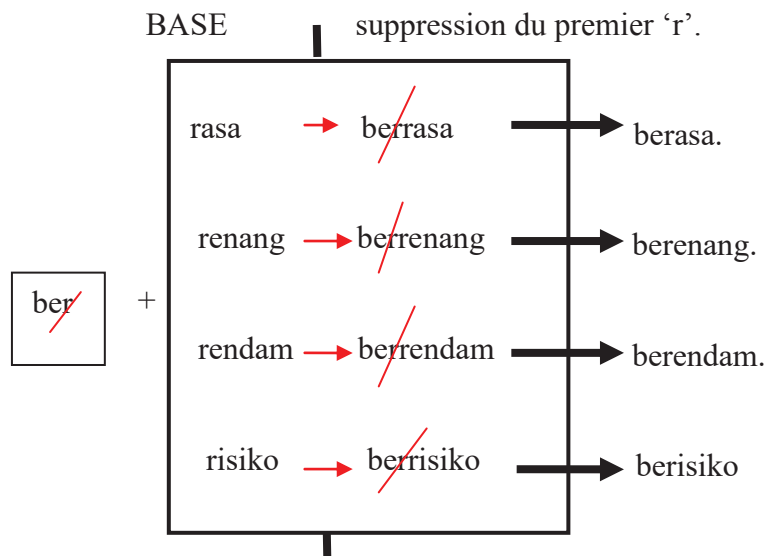 BASE suppression du premier ‘r’.
rasa berrasa berasa.
renang berrenang berenang.
ber +
rendam berrendam berendam.
risiko berrisiko berisiko